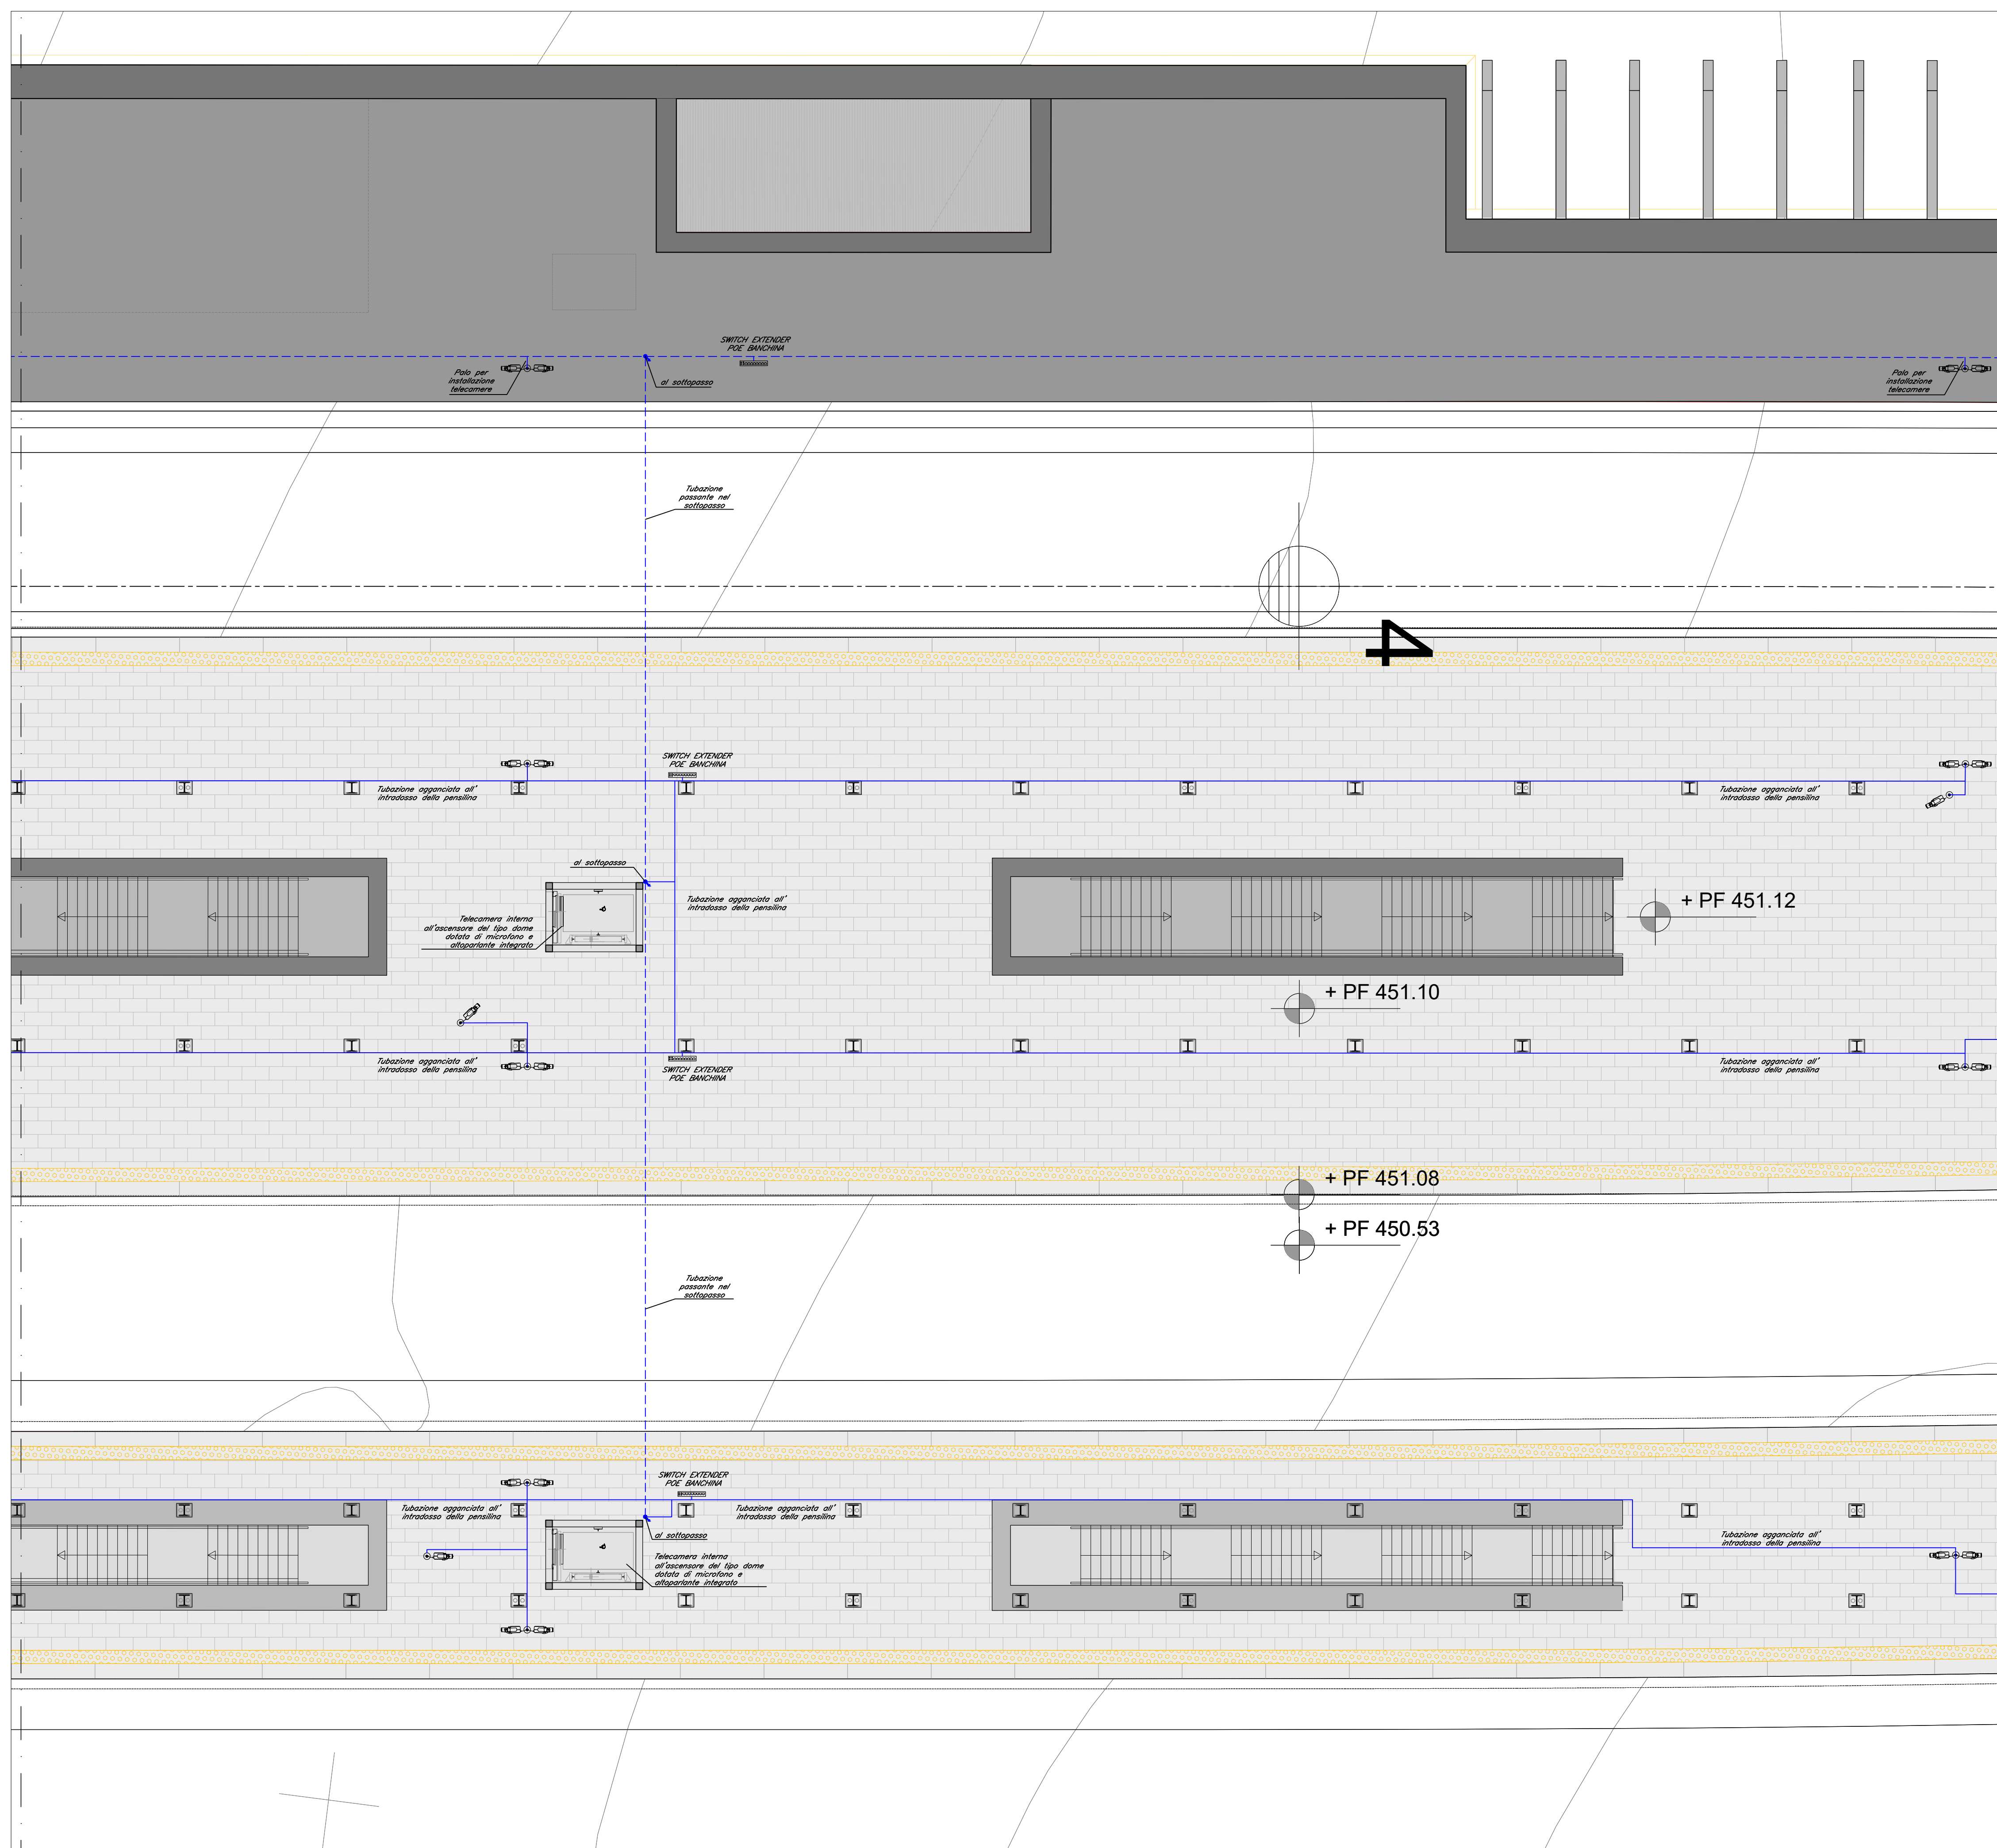 SWITCH EXTENDER
POE BANCHINA
Palo per
installazione
telecamere
al sottopasso
Palo per
installazione
telecamere
Tubazione
passante nel
sottopasso
4
SWITCH EXTENDER
POE BANCHINA
Tubazione agganciata all'
intradosso della pensilina
Tubazione agganciata all'
intradosso della pensilina
al sottopasso
Tubazione agganciata all'
intradosso della pensilina
Telecamera interna
all'ascensore del tipo dome
dotata di microfono e
altoparlante integrato
+ PF 451.12
+ PF 451.10
Tubazione agganciata all'
intradosso della pensilina
SWITCH EXTENDER
POE BANCHINA
Tubazione agganciata all'
intradosso della pensilina
+ PF 451.08
+ PF 450.53
Tubazione
passante nel
sottopasso
SWITCH EXTENDER
POE BANCHINA
Tubazione agganciata all'
intradosso della pensilina
Tubazione agganciata all'
intradosso della pensilina
al sottopasso
Tubazione agganciata all'
intradosso della pensilina
Telecamera interna
all'ascensore del tipo dome
dotata di microfono e
altoparlante integrato